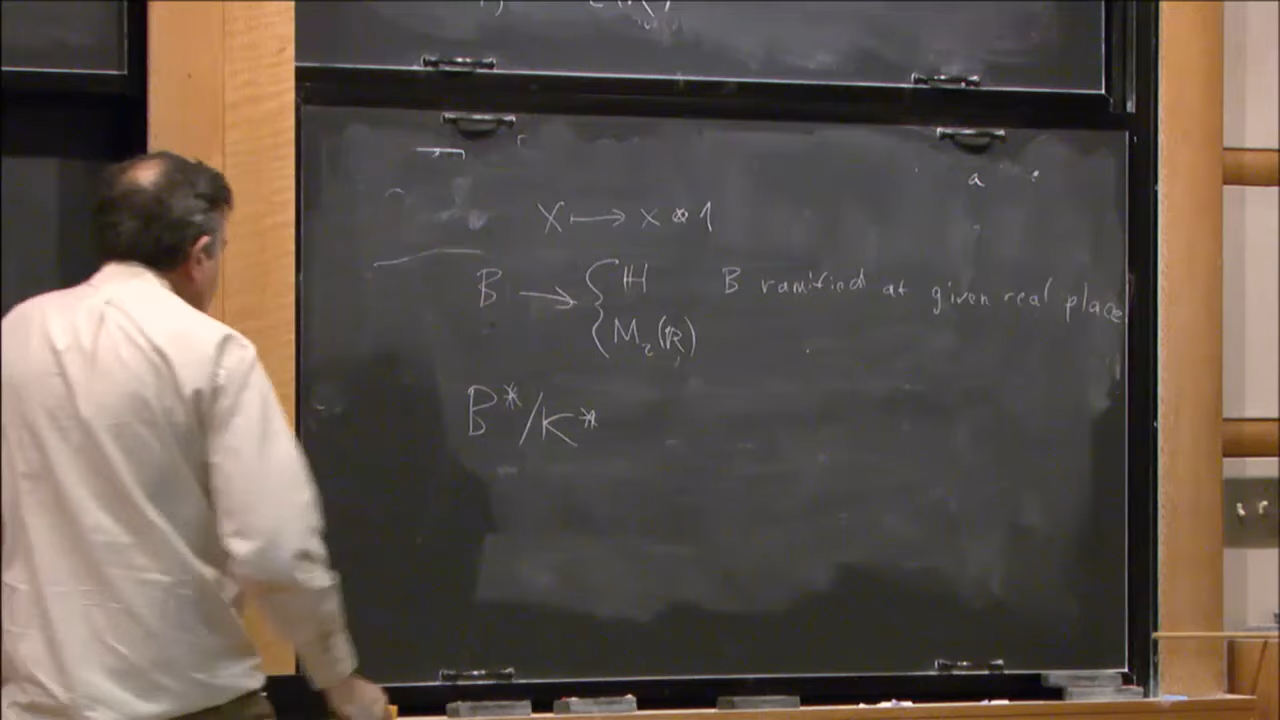 X ⟼ x ⊗ 1
B → { H B ramified at given real place
M₂(R)
B*/K*